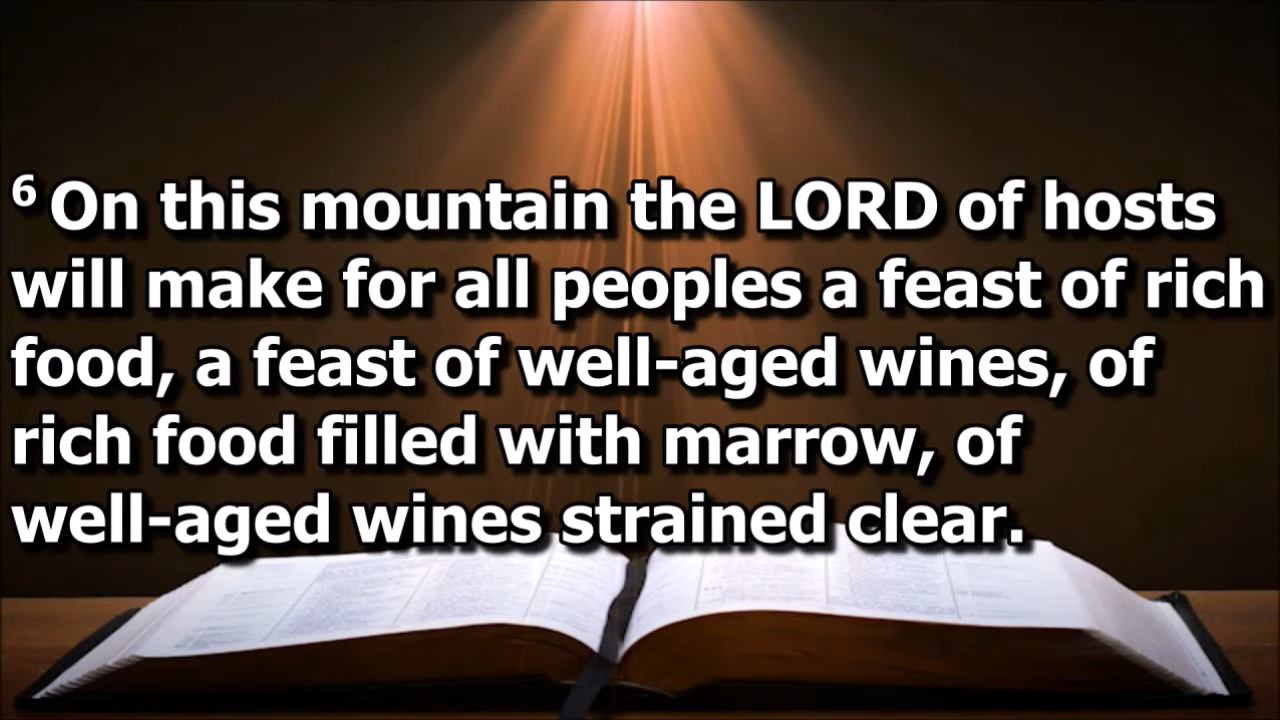 6 On this mountain the LORD of hosts
will make for all peoples a feast of rich
food, a feast of well-aged wines, of
rich food filled with marrow, of
well-aged wines strained clear.